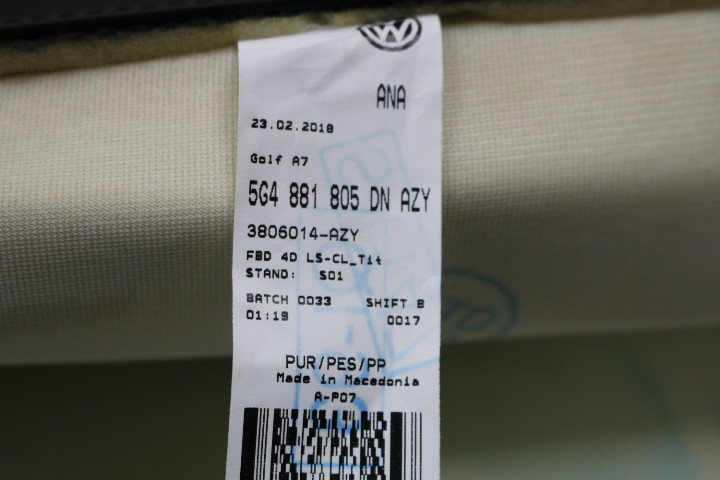 ANA
23.02.2018
Golf A7
5G4 881 805 DN AZY
3806014-AZY
FBD 4D LS-CL_Ti4
STAND: S01
BATCH 0033 SHIFT B
01:19 0017
PUR/PES/PP
Made in Macedonia
A-P07